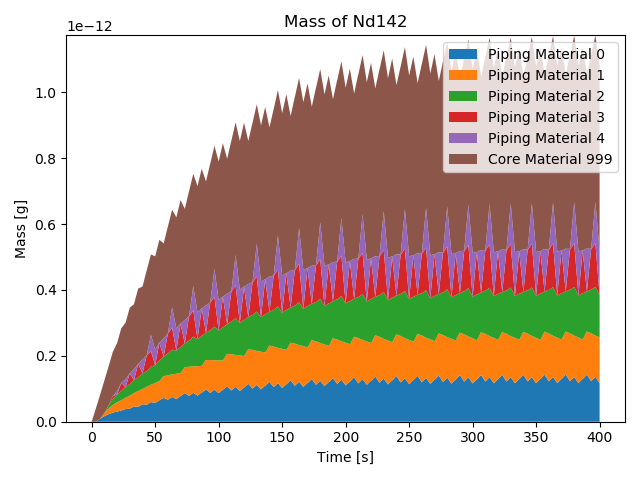 Mass of Nd142
1e−12
Piping Material 0
Piping Material 1
Piping Material 2
Piping Material 3
Piping Material 4
Core Material 999
Mass [g]
1.0
0.8
0.6
0.4
0.2
0.0
0
50
100
150
200
250
300
350
400
Time [s]